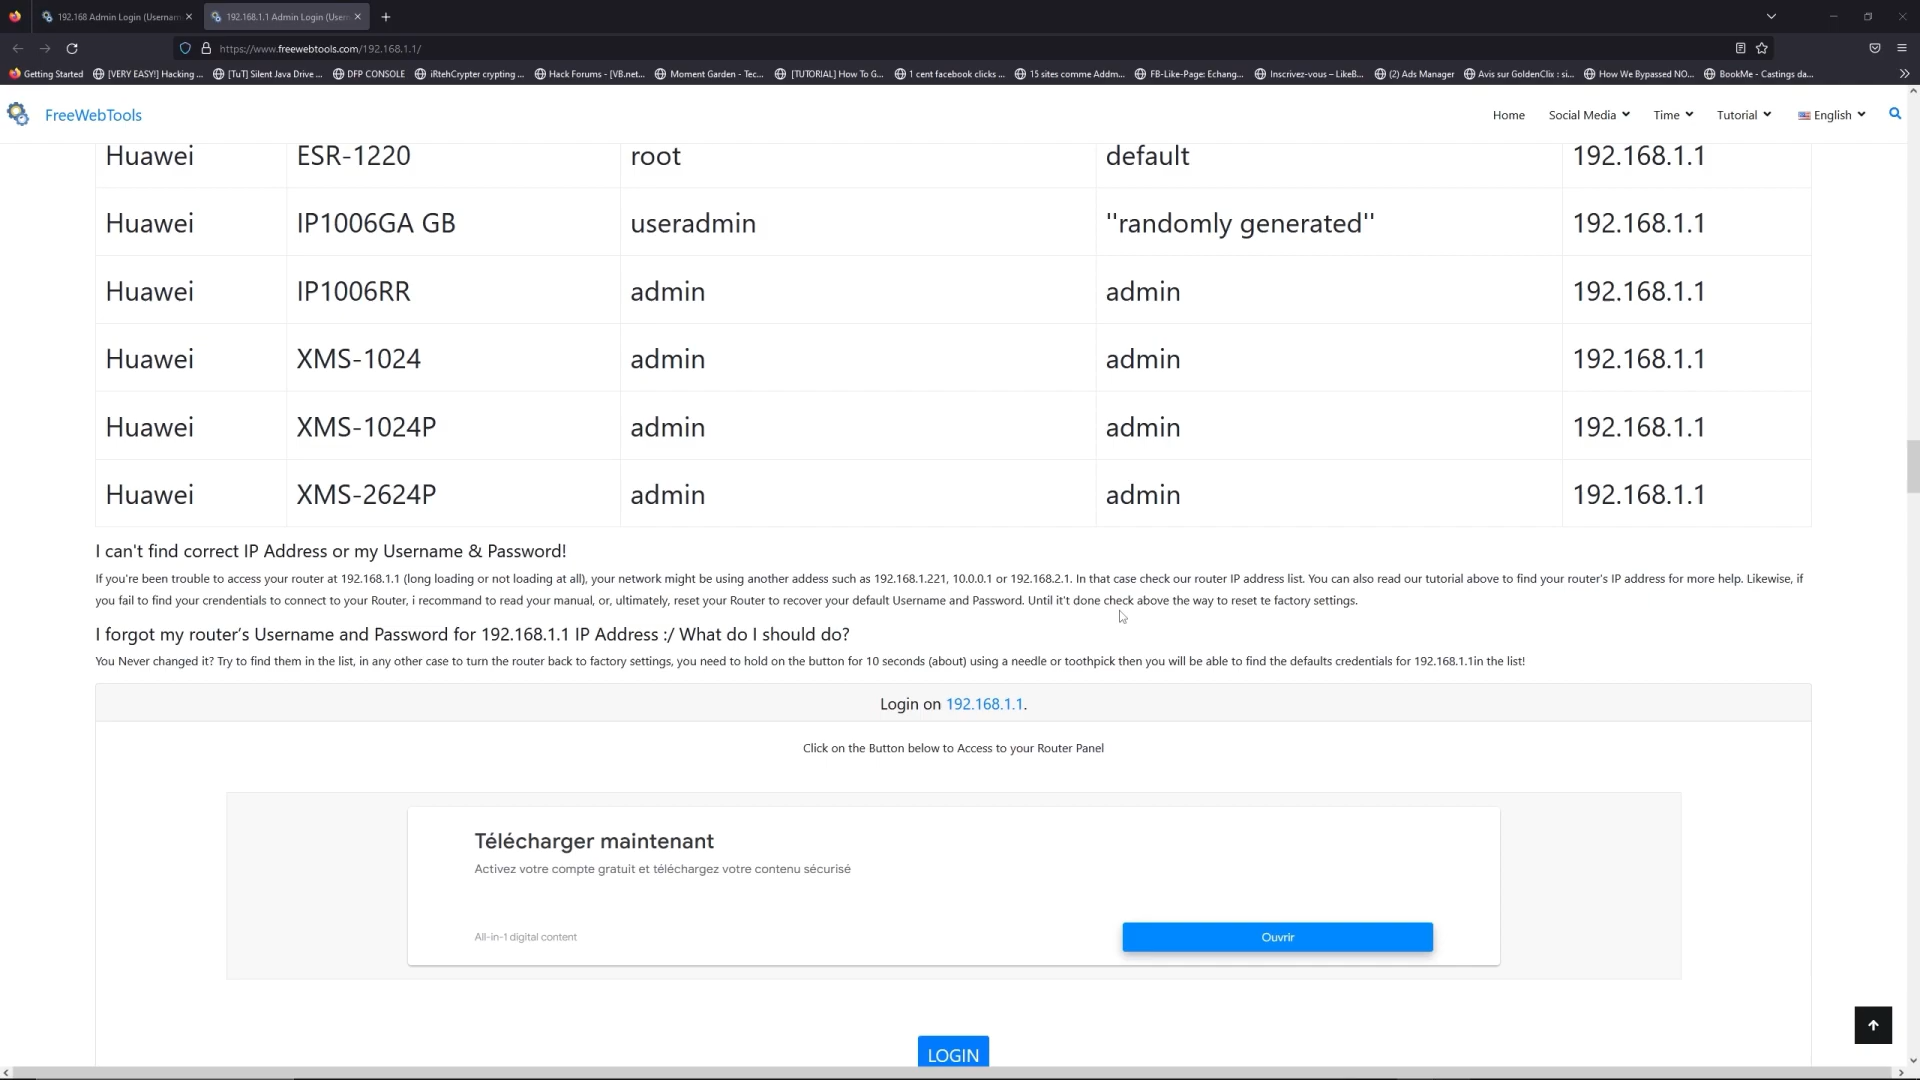 192.168 Admin Login (Usernam
192.168.1.1 Admin Login (User
https://www.freewebtools.com/192.168.1.1/
Getting Started
[VERY EASY!] Hacking ...
[TuT] Silent Java Drive ...
DFP CONSOLE
iRtehCrypter crypting ...
Hack Forums - [VB.net...
Moment Garden - Tec...
[TUTORIAL] How To G...
1 cent facebook clicks ...
15 sites comme Addm...
FB-Like-Page: Echang...
Inscrivez-vous – LikeB...
(2) Ads Manager
Avis sur GoldenClix : si...
How We Bypassed NO...
BookMe - Castings da...
FreeWebTools
Home Social Media Time Tutorial English
Huawei ESR-1220 root default 192.168.1.1
Huawei IP1006GA GB useradmin ''randomly generated'' 192.168.1.1
Huawei IP1006RR admin admin 192.168.1.1
Huawei XMS-1024 admin admin 192.168.1.1
Huawei XMS-1024P admin admin 192.168.1.1
Huawei XMS-2624P admin admin 192.168.1.1
I can't find correct IP Address or my Username & Password!
If you're been trouble to access your router at 192.168.1.1 (long loading or not loading at all), your network might be using another addess such as 192.168.1.221, 10.0.0.1 or 192.168.2.1. In that case check our router IP address list. You can also read our tutorial above to find your router's IP address for more help. Likewise, if
you fail to find your crendentials to connect to your Router, i recommand to read your manual, or, ultimately, reset your Router to recover your default Username and Password. Until it't done check above the way to reset te factory settings.
I forgot my router’s Username and Password for 192.168.1.1 IP Address :/ What do I should do?
You Never changed it? Try to find them in the list, in any other case to turn the router back to factory settings, you need to hold on the button for 10 seconds (about) using a needle or toothpick then you will be able to find the defaults credentials for 192.168.1.1in the list!
Login on 192.168.1.1.
Click on the Button below to Access to your Router Panel
Télécharger maintenant
Activez votre compte gratuit et téléchargez votre contenu sécurisé
All-in-1 digital content
Ouvrir
LOGIN